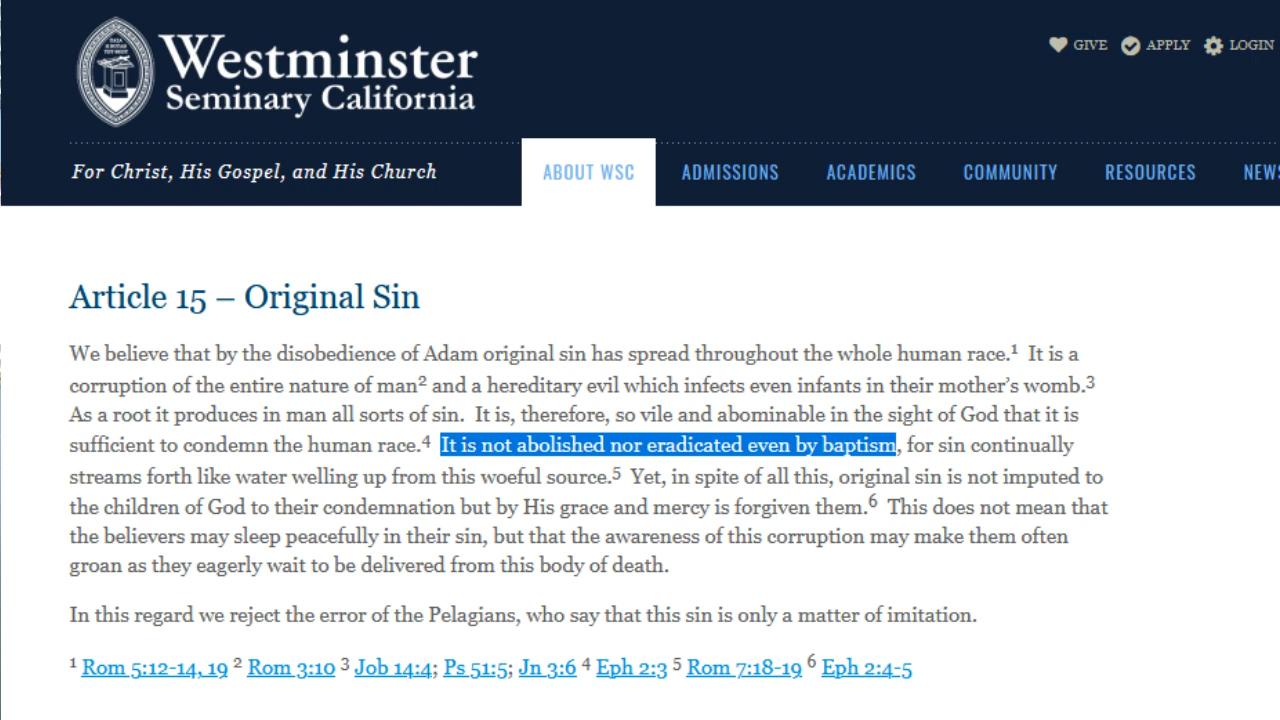 Westminster
Seminary California
GIVE APPLY LOGIN
For Christ, His Gospel, and His Church
ABOUT WSC ADMISSIONS ACADEMICS COMMUNITY RESOURCES NEWS
Article 15 – Original Sin
We believe that by the disobedience of Adam original sin has spread throughout the whole human race.¹ It is a
corruption of the entire nature of man² and a hereditary evil which infects even infants in their mother’s womb.³
As a root it produces in man all sorts of sin. It is, therefore, so vile and abominable in the sight of God that it is
sufficient to condemn the human race.⁴ It is not abolished nor eradicated even by baptism, for sin continually
streams forth like water welling up from this woeful source.⁵ Yet, in spite of all this, original sin is not imputed to
the children of God to their condemnation but by His grace and mercy is forgiven them.⁶ This does not mean that
the believers may sleep peacefully in their sin, but that the awareness of this corruption may make them often
groan as they eagerly wait to be delivered from this body of death.
In this regard we reject the error of the Pelagians, who say that this sin is only a matter of imitation.
¹ Rom 5:12-14, 19 ² Rom 3:10 ³ Job 14:4; Ps 51:5; Jn 3:6 ⁴ Eph 2:3 ⁵ Rom 7:18-19 ⁶ Eph 2:4-5